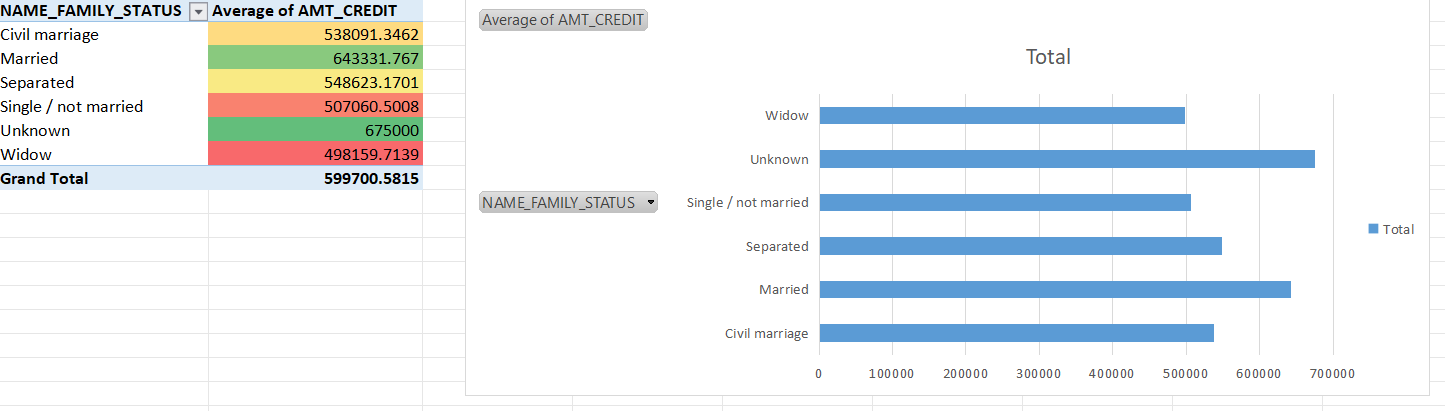 NAME_FAMILY_STATUS Average of AMT_CREDIT
Civil marriage 538091.3462
Married 643331.767
Separated 548623.1701
Single / not married 507060.5008
Unknown 675000
Widow 498159.7139
Grand Total 599700.5815
Average of AMT_CREDIT
Total
NAME_FAMILY_STATUS
Widow
Unknown
Single / not married
Separated
Married
Civil marriage
0 100000 200000 300000 400000 500000 600000 700000
Total